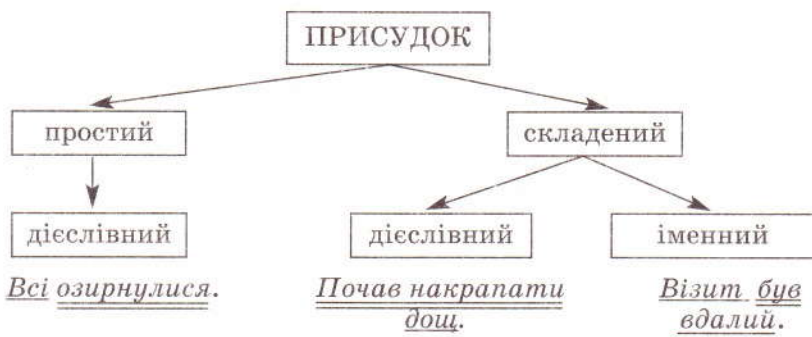 ПРИСУДОК
простий
складений
дієслівний
дієслівний
іменний
Всі озирнулися.
Почав накрапати
дощ.
Візит був
вдалий.